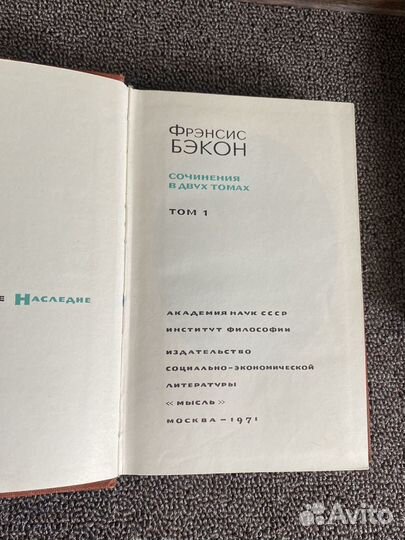 Е Наследие
Фрэнсис
Бэкон
Сочинения
в двух томах
Том 1
Академия наук СССР
Институт философии
Издательство
социально-экономической
литературы
«Мысль»
Москва – 1971
Avito